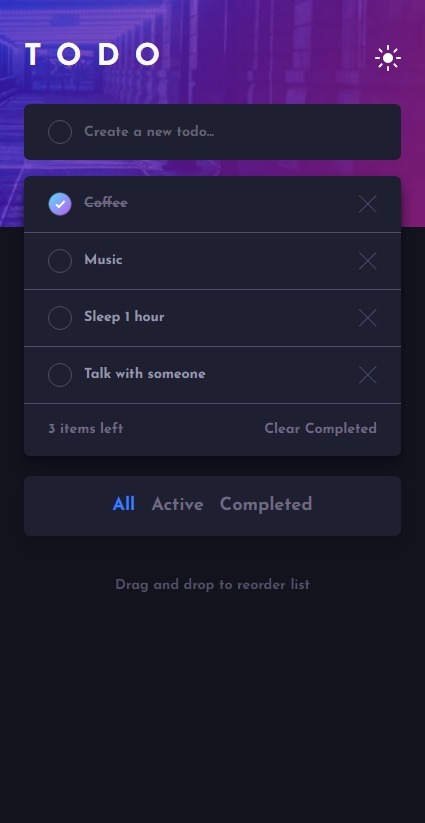 TODO
Create a new todo...
Coffee
Music
Sleep 1 hour
Talk with someone
3 items left Clear Completed
All Active Completed
Drag and drop to reorder list